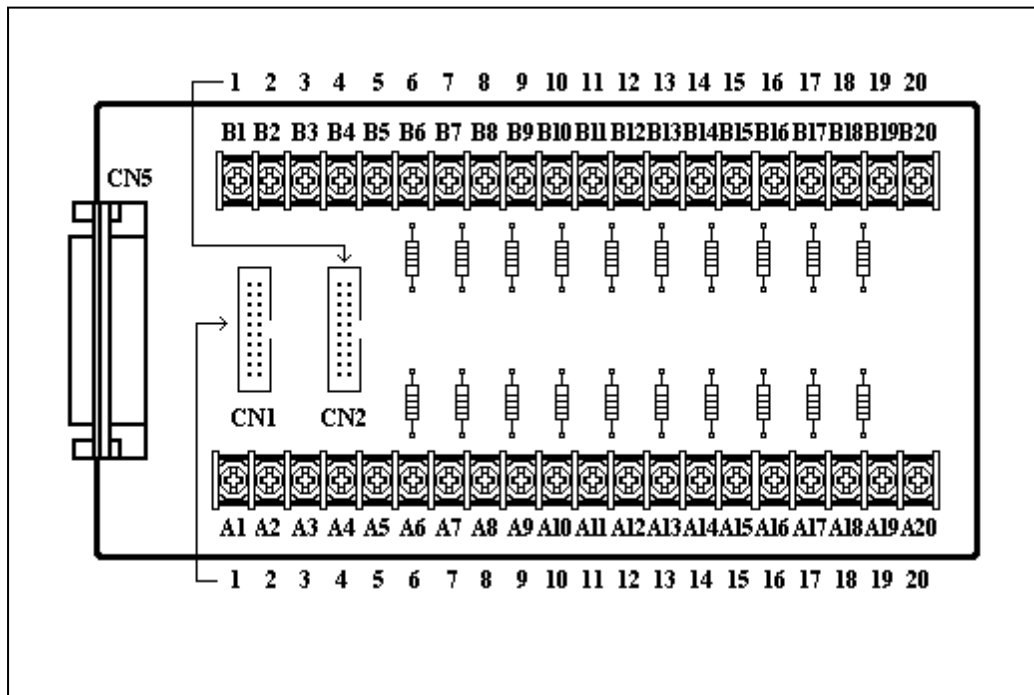 1 2 3 4 5 6 7 8 9 10 11 12 13 14 15 16 17 18 19 20
B1 B2 B3 B4 B5 B6 B7 B8 B9 B10 B11 B12 B13 B14 B15 B16 B17 B18 B19 B20
CN5
CN1 CN2
A1 A2 A3 A4 A5 A6 A7 A8 A9 A10 A11 A12 A13 A14 A15 A16 A17 A18 A19 A20
1 2 3 4 5 6 7 8 9 10 11 12 13 14 15 16 17 18 19 20